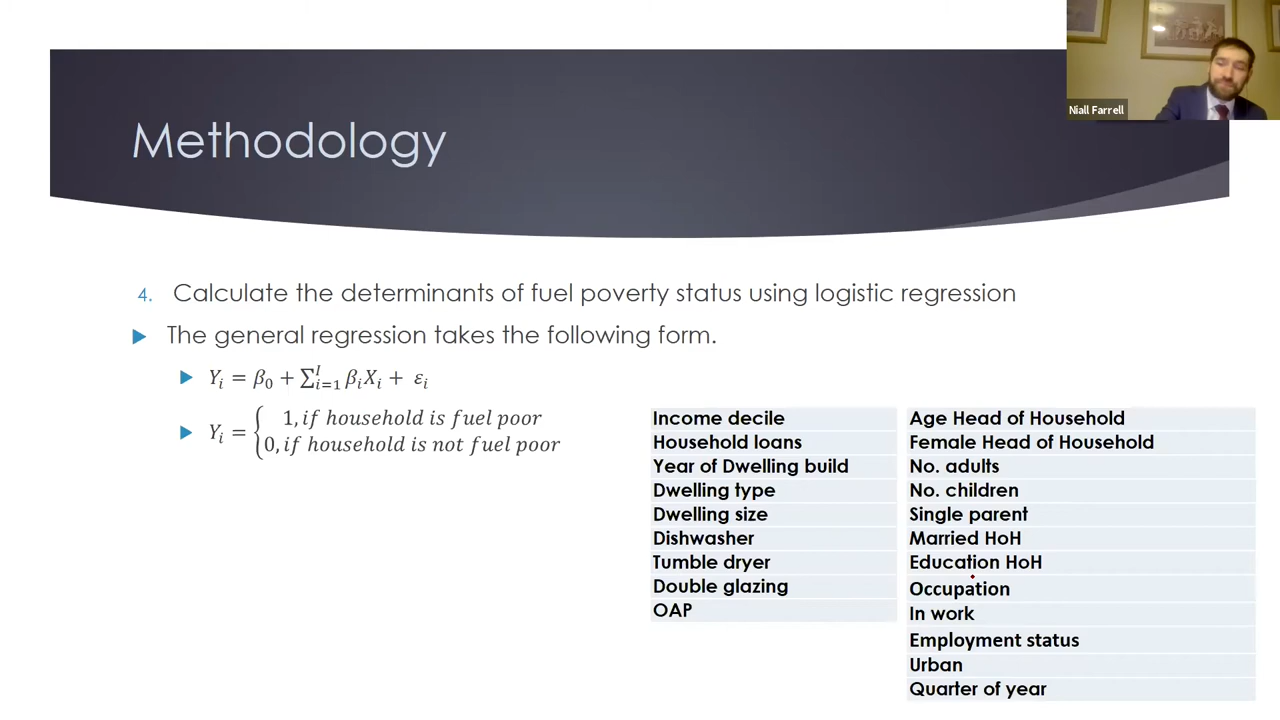 Niall Farrell
Methodology
4. Calculate the determinants of fuel poverty status using logistic regression
The general regression takes the following form.
Yᵢ = β₀ + ∑ᵢ₌₁ᴵ βᵢXᵢ + εᵢ
Yᵢ = { 1, if household is fuel poor
0, if household is not fuel poor
Income decile
Household loans
Year of Dwelling build
Dwelling type
Dwelling size
Dishwasher
Tumble dryer
Double glazing
OAP
Age Head of Household
Female Head of Household
No. adults
No. children
Single parent
Married HoH
Education HoH
Occupation
In work
Employment status
Urban
Quarter of year